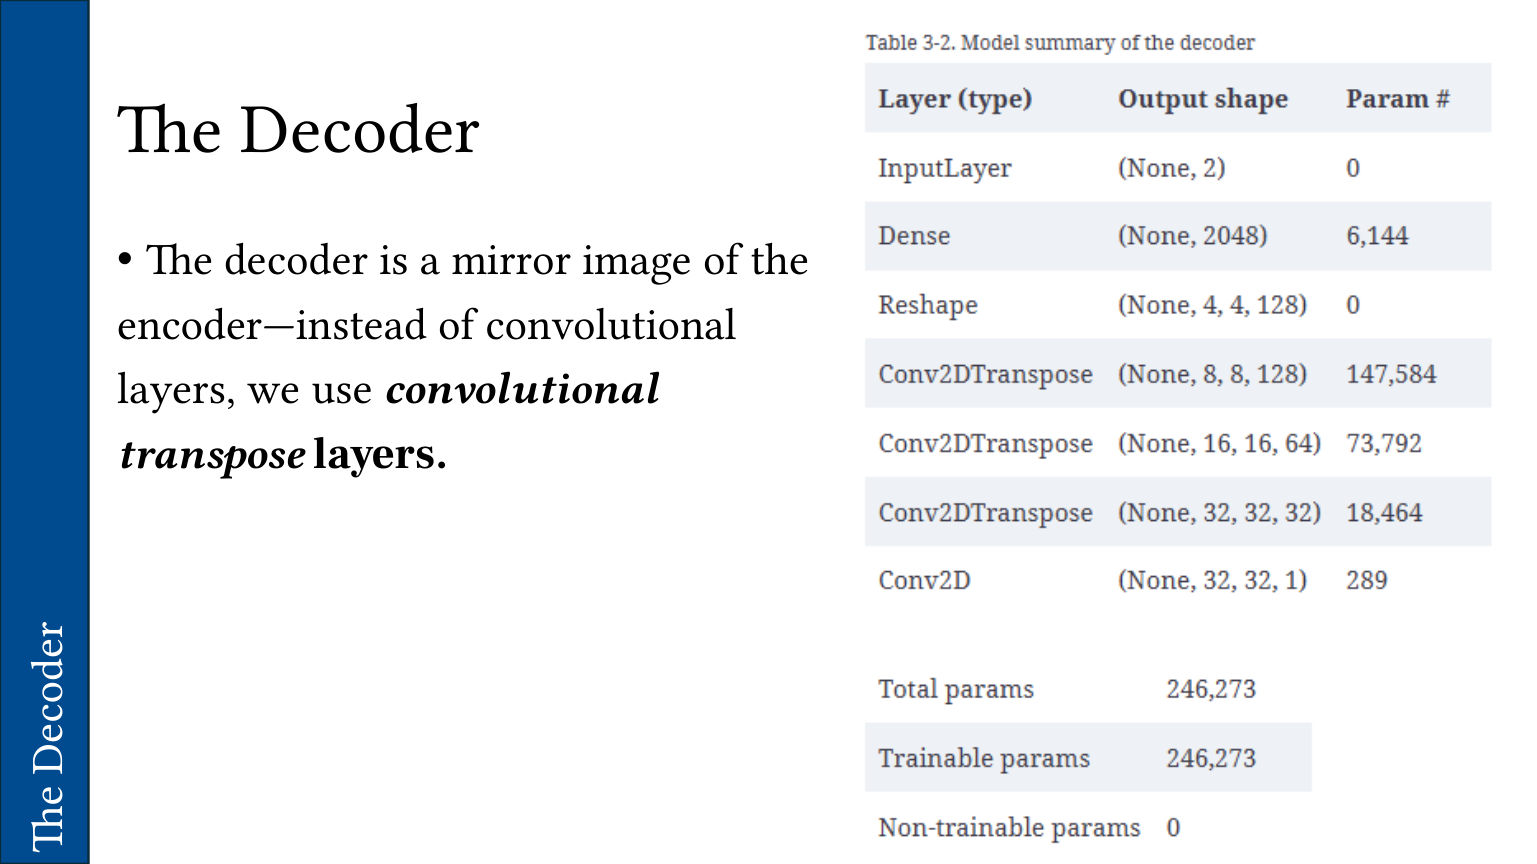 The Decoder
• The decoder is a mirror image of the
encoder—instead of convolutional
layers, we use convolutional
transpose layers.
Table 3-2. Model summary of the decoder
Layer (type) Output shape Param #
InputLayer (None, 2) 0
Dense (None, 2048) 6,144
Reshape (None, 4, 4, 128) 0
Conv2DTranspose (None, 8, 8, 128) 147,584
Conv2DTranspose (None, 16, 16, 64) 73,792
Conv2DTranspose (None, 32, 32, 32) 18,464
Conv2D (None, 32, 32, 1) 289
Total params 246,273
Trainable params 246,273
Non-trainable params 0
The Decoder